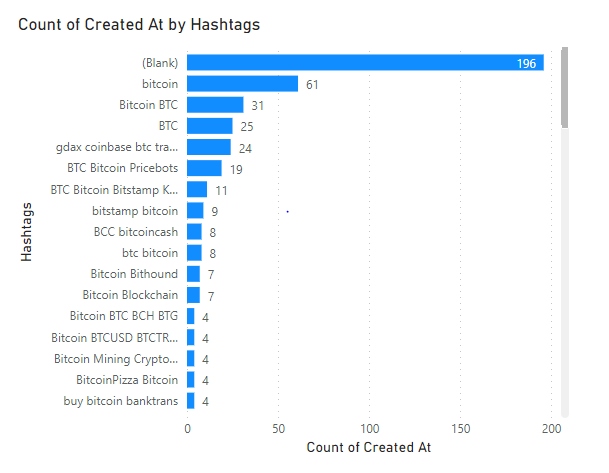 Count of Created At by Hashtags
(Blank) 196
bitcoin 61
Bitcoin BTC 31
BTC 25
gdax coinbase btc tra... 24
BTC Bitcoin Pricebots 19
BTC Bitcoin Bitstamp K... 11
bitstamp bitcoin 9
BCC bitcoincash 8
btc bitcoin 8
Bitcoin Bithound 7
Bitcoin Blockchain 7
Bitcoin BTC BCH BTG 4
Bitcoin BTCUSD BTCTR... 4
Bitcoin Mining Crypto... 4
BitcoinPizza Bitcoin 4
buy bitcoin banktrans 4
Hashtags
0 50 100 150 200
Count of Created At